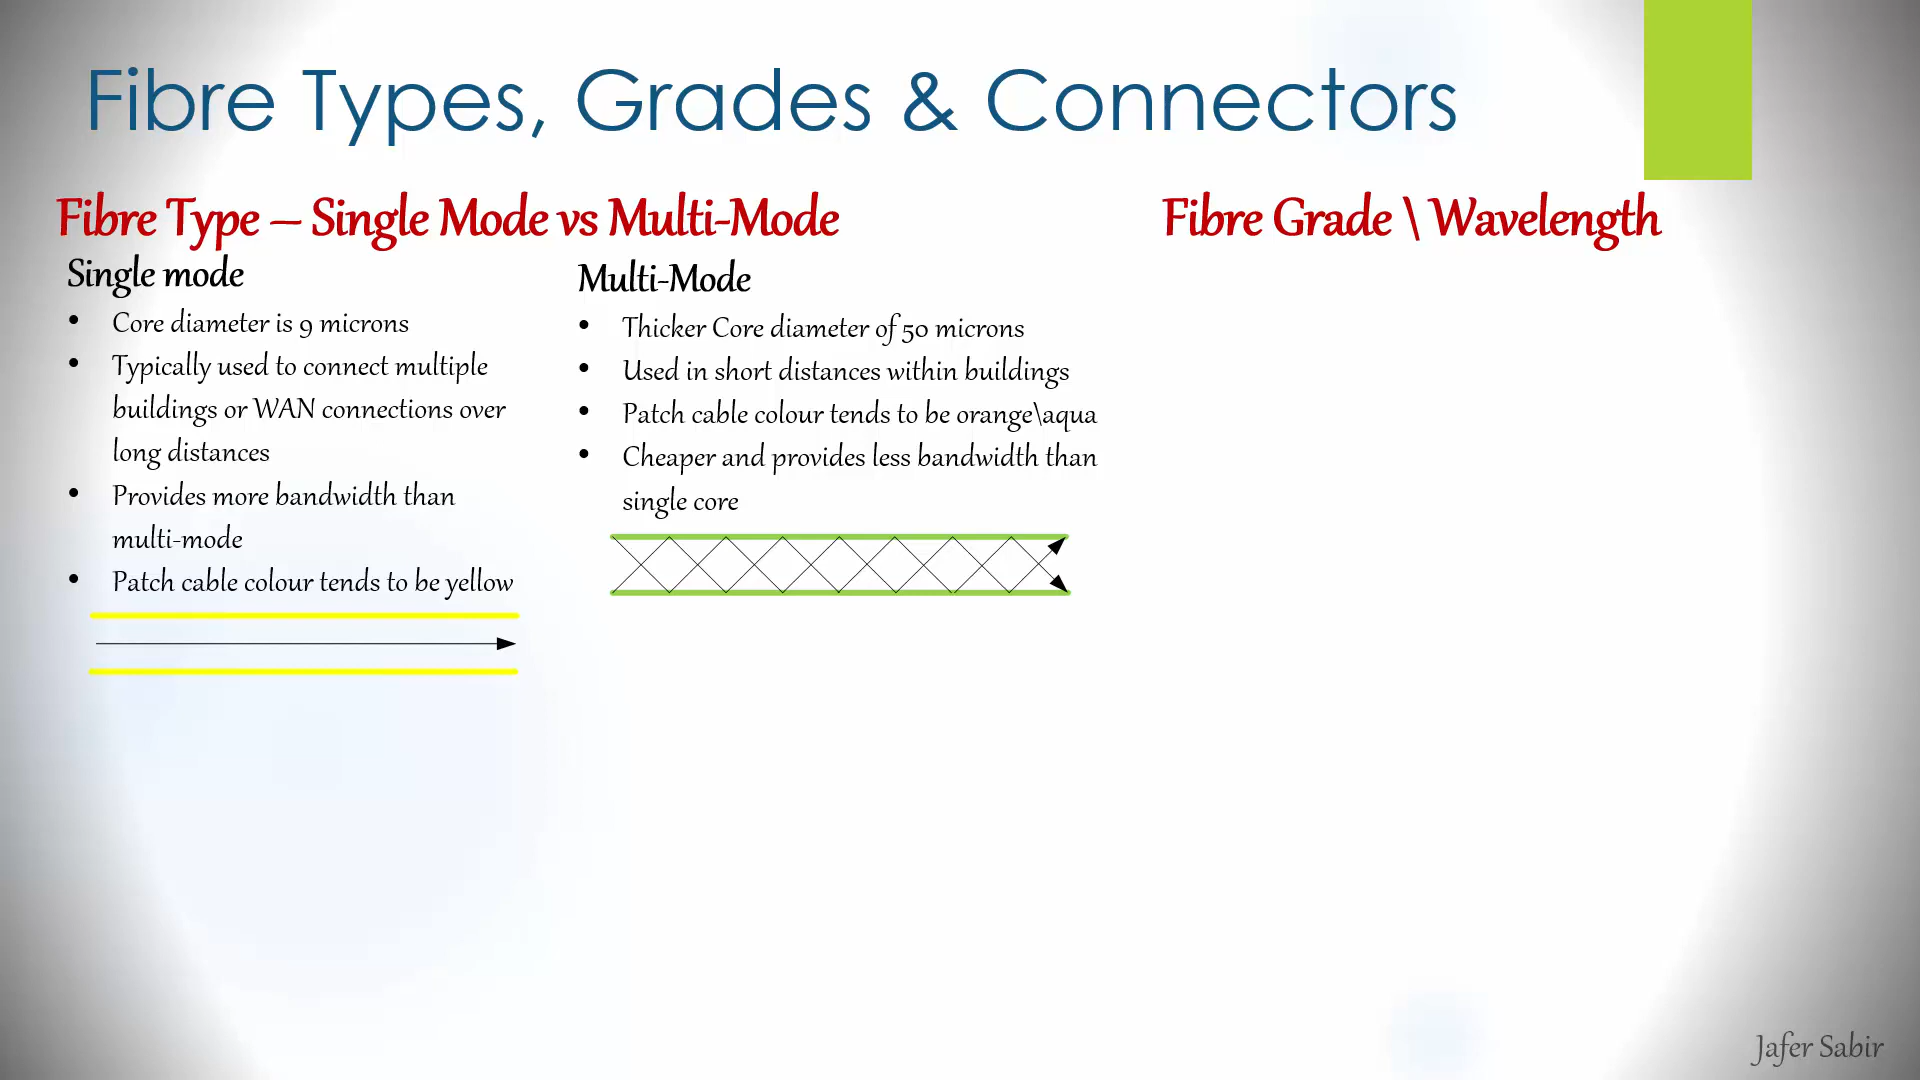 Fibre Types, Grades & Connectors
Fibre Type – Single Mode vs Multi-Mode
Single mode
• Core diameter is 9 microns
• Typically used to connect multiple
buildings or WAN connections over
long distances
• Provides more bandwidth than
multi-mode
• Patch cable colour tends to be yellow
Multi-Mode
• Thicker Core diameter of 50 microns
• Used in short distances within buildings
• Patch cable colour tends to be orange\aqua
• Cheaper and provides less bandwidth than
single core
Fibre Grade \ Wavelength
Jafer Sabir